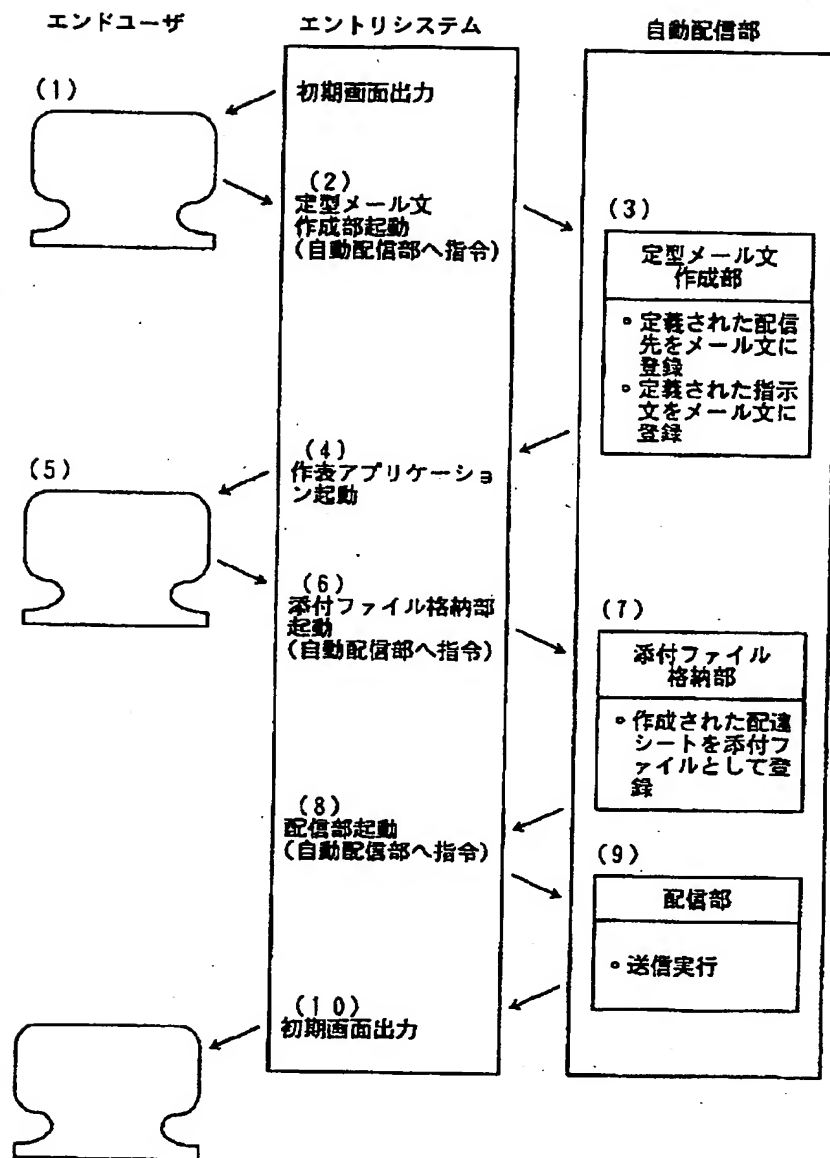 エンドユーザ
エントリシステム
自動配信部
(1)
初期画面出力
(2)
定型メール文
作成部起動
(自動配信部へ指令)
(3)
定型メール文
作成部
∘定義された配信
先をメール文に
登録
∘定義された指示
文をメール文に
登録
(4)
作表アプリケーショ
ン起動
(5)
(6)
添付ファイル格納部
起動
(自動配信部へ指令)
(7)
添付ファイル
格納部
∘作成された配達
シートを添付フ
ァイルとして登
録
(8)
配信部起動
(自動配信部へ指令)
(9)
配信部
∘送信実行
(10)
初期画面出力